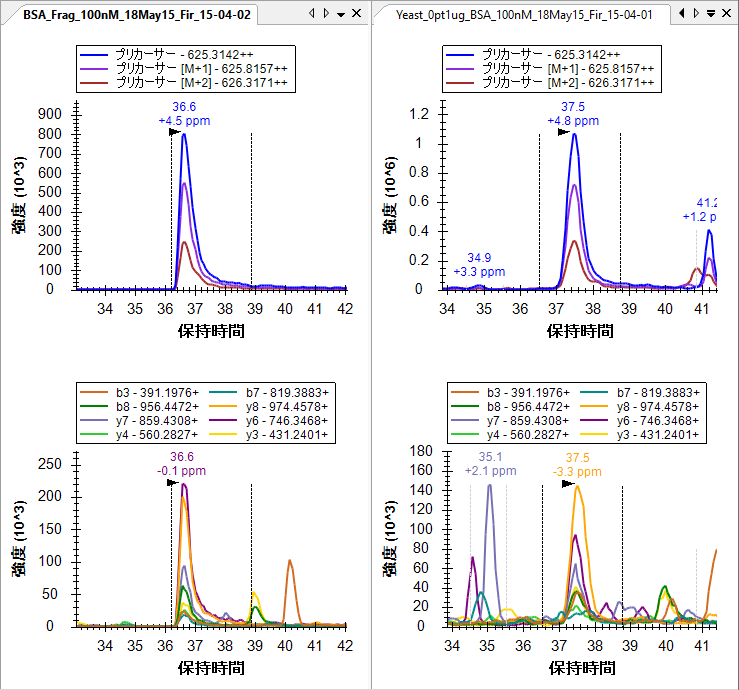 BSA_Frag_100nM_18May15_Fir_15-04-02
プリカーサー - 625.3142++
プリカーサー [M+1] - 625.8157++
プリカーサー [M+2] - 626.3171++
36.6
+4.5 ppm
900
800
700
600
500
400
300
200
100
0
強度 (10^3)
34 35 36 37 38 39 40 41 42
保持時間
b3 - 391.1976+ b7 - 819.3883+
b8 - 956.4472+ y8 - 974.4578+
y7 - 859.4308+ y6 - 746.3468+
y4 - 560.2827+ y3 - 431.2401+
36.6
-0.1 ppm
250
200
150
100
50
0
強度 (10^3)
34 35 36 37 38 39 40 41 42
保持時間
Yeast_0pt1ug_BSA_100nM_18May15_Fir_15-04-01
プリカーサー - 625.3142++
プリカーサー [M+1] - 625.8157++
プリカーサー [M+2] - 626.3171++
37.5
+4.8 ppm
41.2
+1.2 p
34.9
+3.3 ppm
1.2
1
0.8
0.6
0.4
0.2
0
強度 (10^6)
34 35 36 37 38 39 40 41
保持時間
b3 - 391.1976+ b7 - 819.3883+
b8 - 956.4472+ y8 - 974.4578+
y7 - 859.4308+ y6 - 746.3468+
y4 - 560.2827+ y3 - 431.2401+
35.1
+2.1 ppm
37.5
-3.3 ppm
180
160
140
120
100
80
60
40
20
0
強度 (10^3)
34 35 36 37 38 39 40 41
保持時間